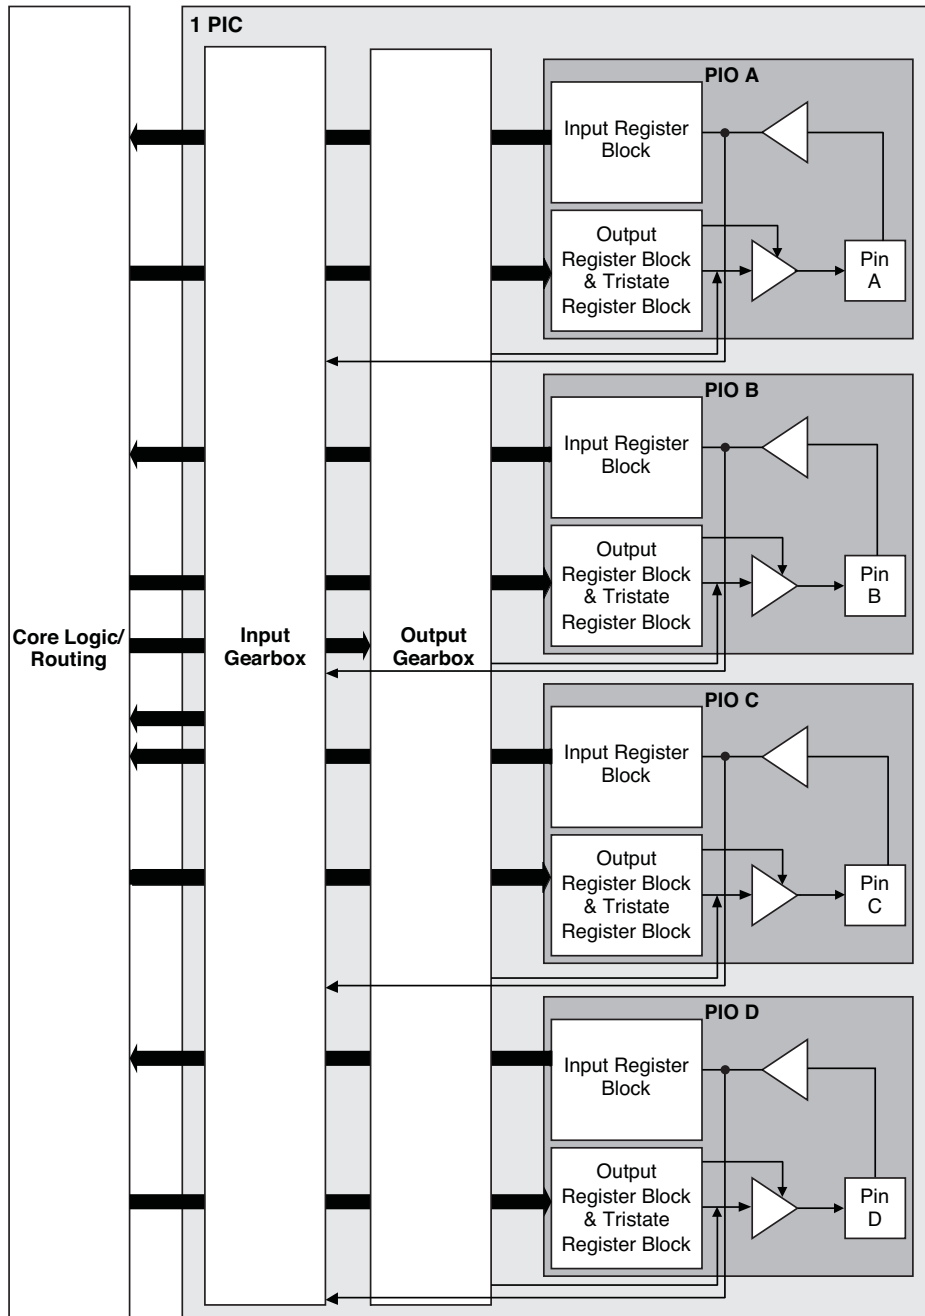 1 PIC
PIO A
Input Register
Block
Output
Register Block
& Tristate
Register Block
Pin
A
PIO B
Input Register
Block
Output
Register Block
& Tristate
Register Block
Pin
B
Core Logic/
Routing
Input
Gearbox
Output
Gearbox
PIO C
Input Register
Block
Output
Register Block
& Tristate
Register Block
Pin
C
PIO D
Input Register
Block
Output
Register Block
& Tristate
Register Block
Pin
D